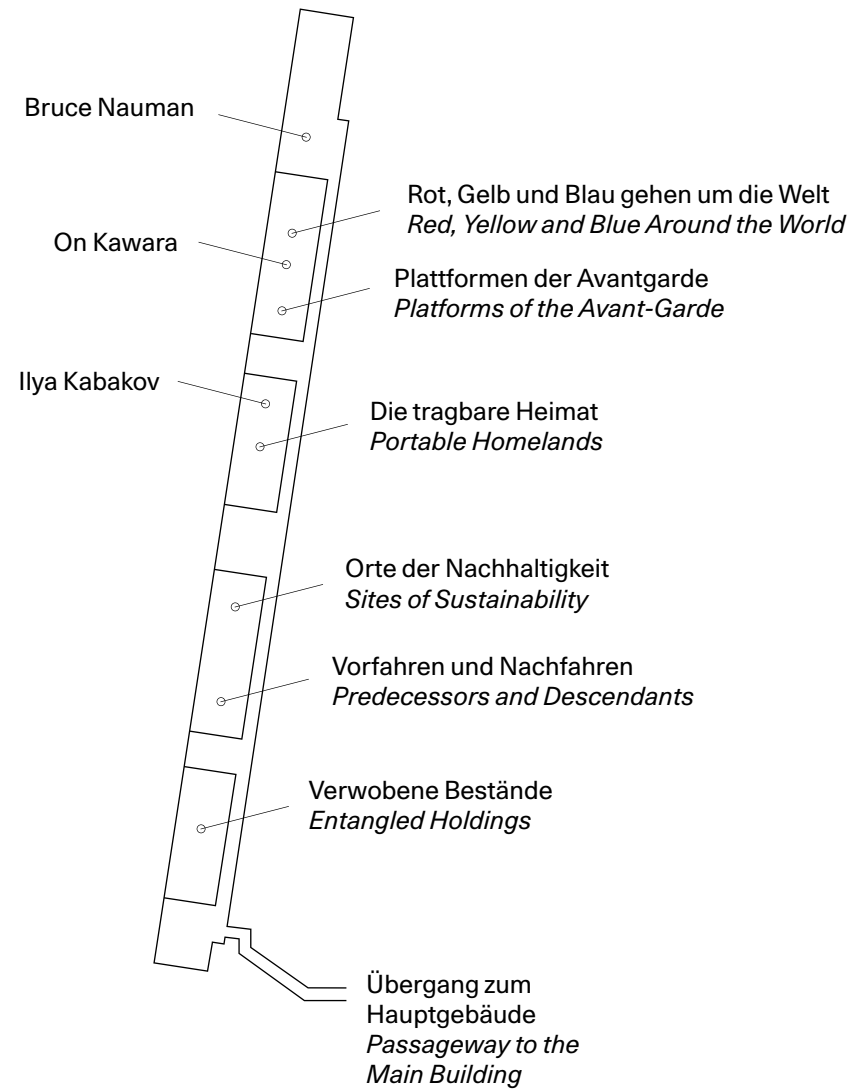 Bruce Nauman
Rot, Gelb und Blau gehen um die Welt
Red, Yellow and Blue Around the World
On Kawara
Plattformen der Avantgarde
Platforms of the Avant-Garde
Ilya Kabakov
Die tragbare Heimat
Portable Homelands
Orte der Nachhaltigkeit
Sites of Sustainability
Vorfahren und Nachfahren
Predecessors and Descendants
Verwobene Bestände
Entangled Holdings
Übergang zum
Hauptgebäude
Passageway to the
Main Building